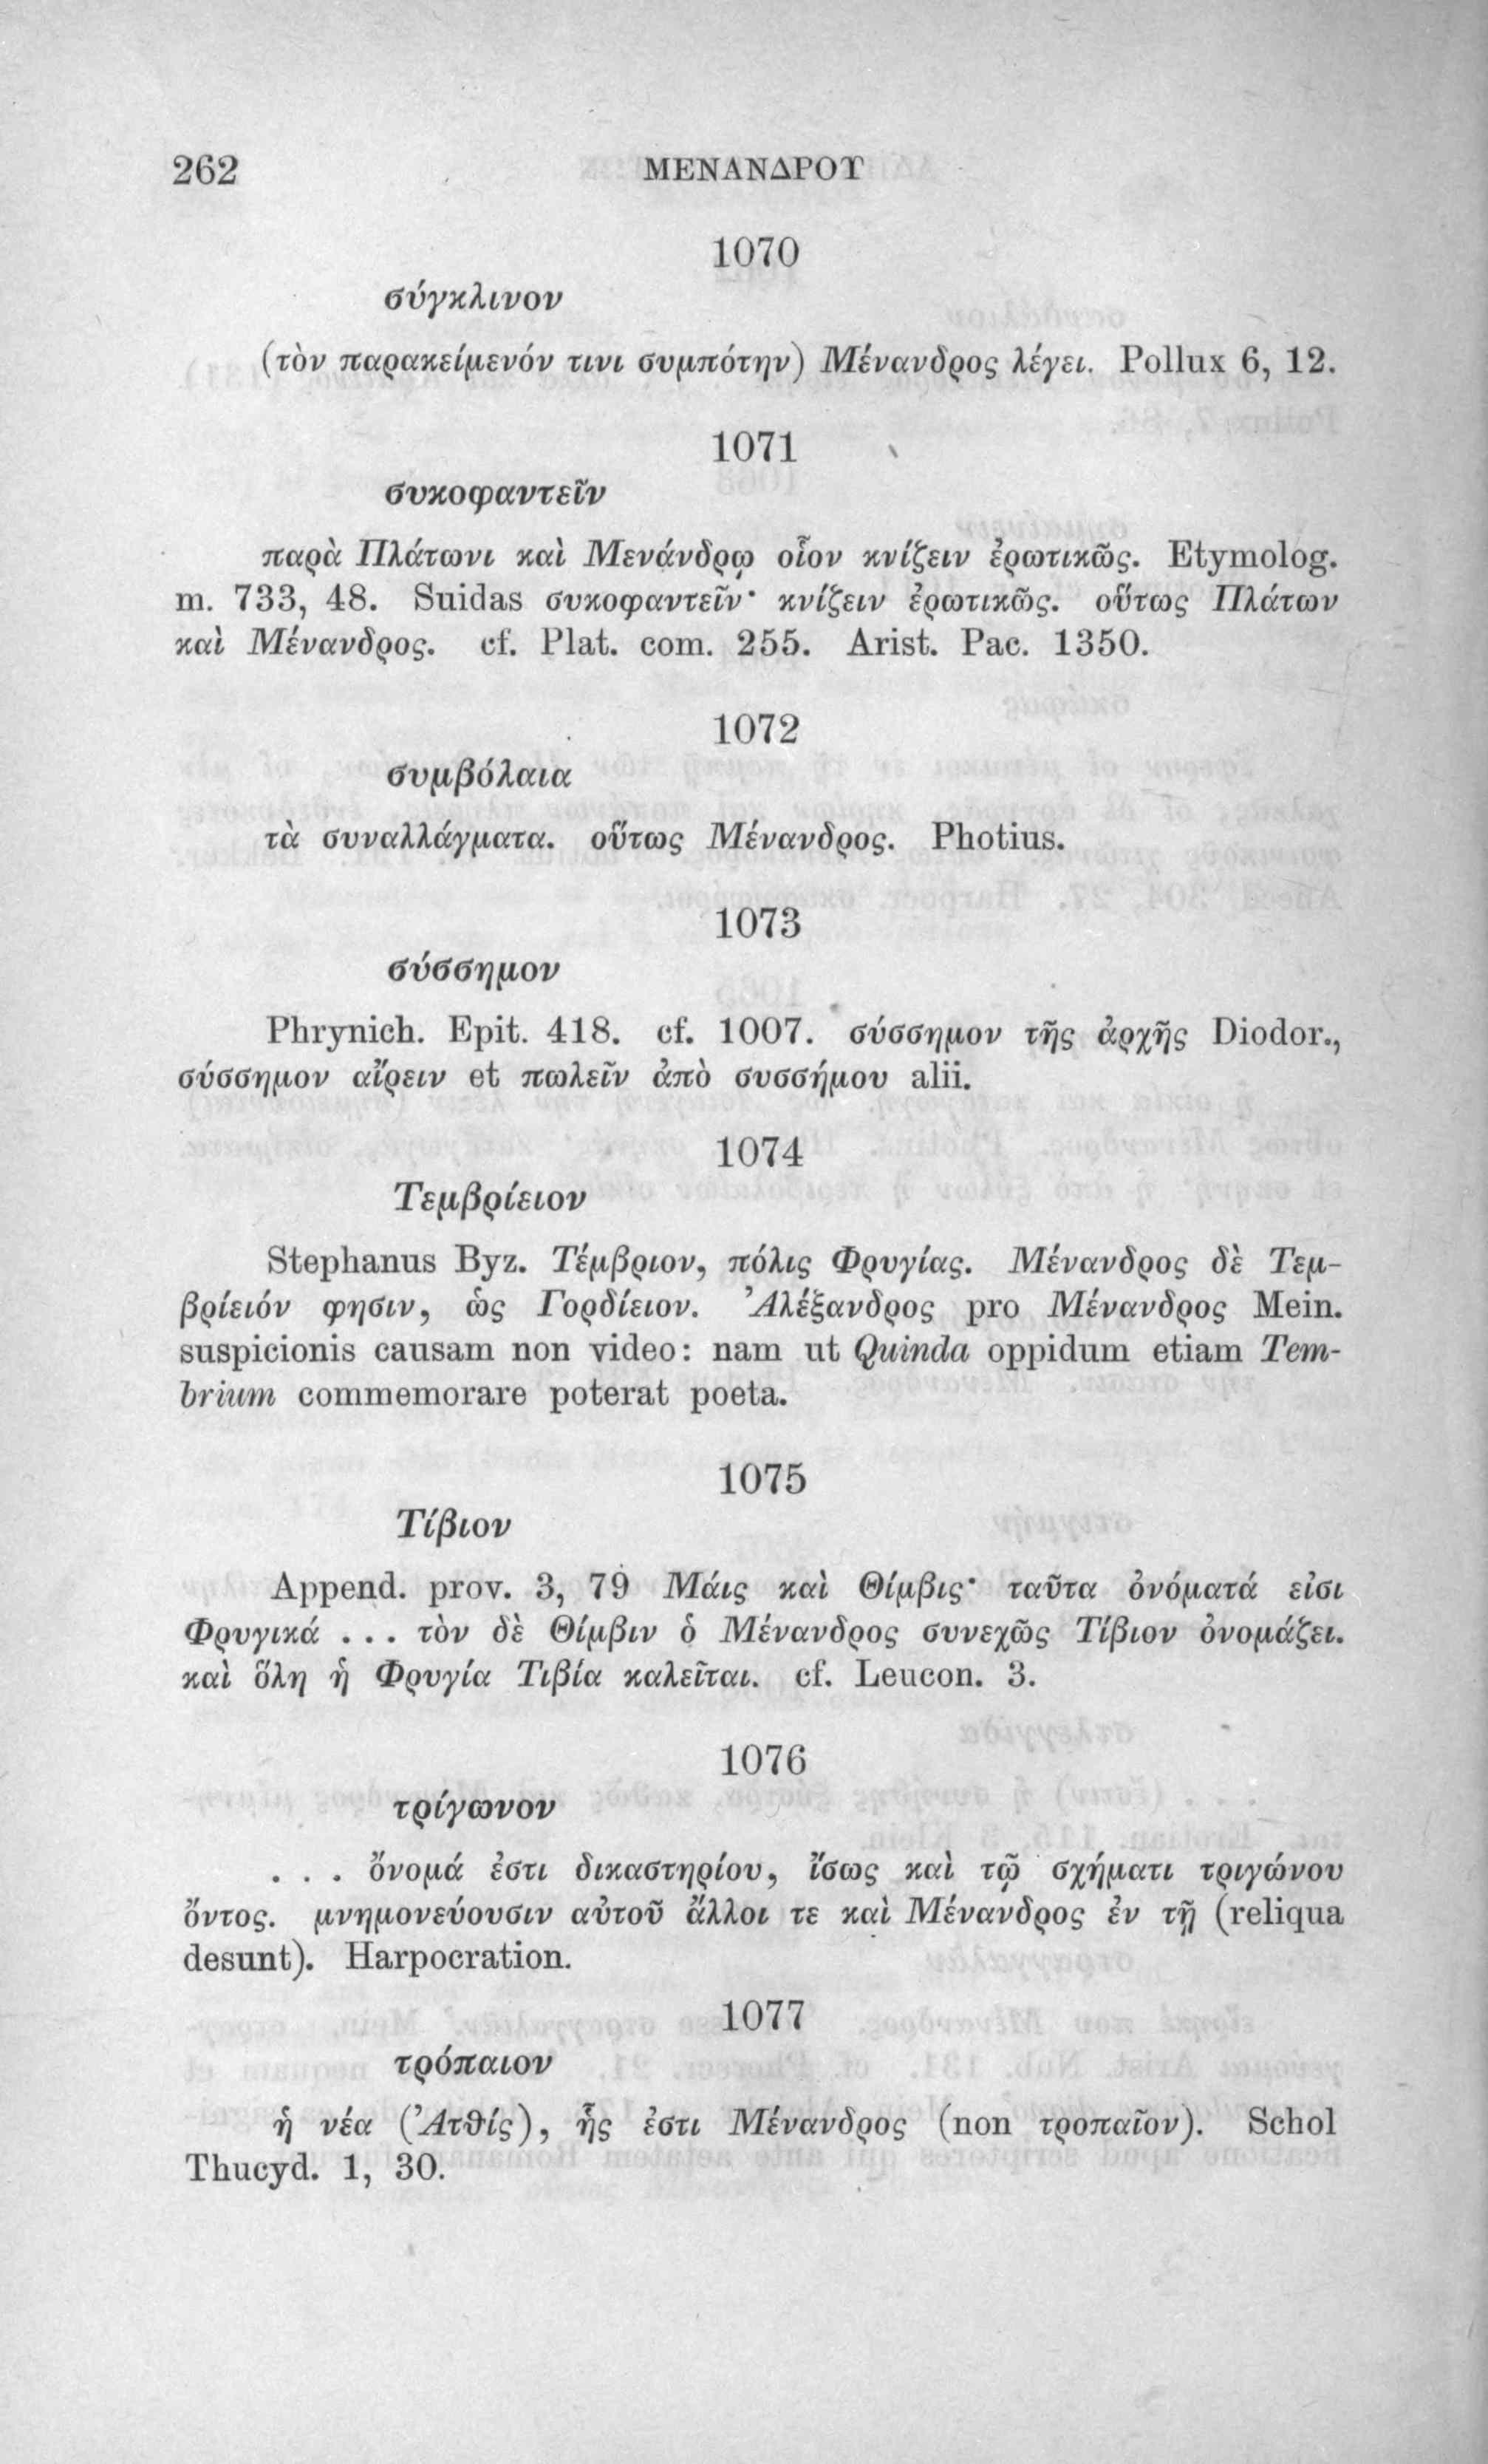 262 ΜΕΝΑΝΔΡΟΥ
1070
σύγκλινον
(τὸν παρακείμενόν τινι συμπότην) Μένανδρος λέγει. Pollux 6, 12.
1071
συκοφαντεῖν
παρὰ Πλάτωνι καὶ Μενάνδρῳ οἷον κνίζειν ἐρωτικῶς. Etymolog.
m. 733, 48. Suidas συκοφαντεῖν· κνίζειν ἐρωτικῶς. οὕτως Πλάτων
καὶ Μένανδρος. cf. Plat. com. 255. Arist. Pac. 1350.
1072
συμβόλαια
τὰ συναλλάγματα. οὕτως Μένανδρος. Photius.
1073
σύσσημον
Phrynich. Epit. 418. cf. 1007. σύσσημον τῆς ἀρχῆς Diodor.,
σύσσημον αἴρειν et πωλεῖν ἀπὸ συσσήμου alii.
1074
Τεμβρίειον
Stephanus Byz. Τέμβριον, πόλις Φρυγίας. Μένανδρος δὲ Τεμ-
βρίειόν φησιν, ὡς Γορδίειον. Ἀλέξανδρος pro Μένανδρος Mein.
suspicionis causam non video: nam ut Quinda oppidum etiam Tem-
brium commemorare poterat poeta.
1075
Τίβιον
Append. prov. 3, 79 Μάις καὶ Θίμβις· ταῦτα ὀνόματά εἰσι
Φρυγικά ... τὸν δὲ Θίμβιν ὁ Μένανδρος συνεχῶς Τίβιον ὀνομάζει.
καὶ ὅλη ἡ Φρυγία Τιβία καλεῖται. cf. Leucon. 3.
1076
τρίγωνον
... ὄνομά ἐστι δικαστηρίου, ἴσως καὶ τῷ σχήματι τριγώνου
ὄντος. μνημονεύουσιν αὐτοῦ ἄλλοι τε καὶ Μένανδρος ἐν τῇ (reliqua
desunt). Harpocration.
1077
τρόπαιον
ἡ νέα (Ἀτθίς), ἧς ἐστι Μένανδρος (non τροπαῖον). Schol
Thucyd. 1, 30.